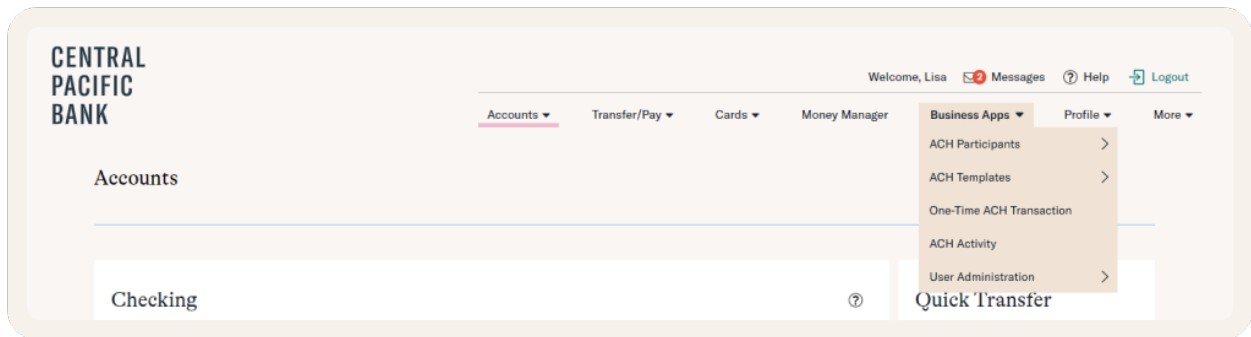 CENTRAL
PACIFIC
BANK
Welcome, Lisa 2 Messages ? Help Logout
Accounts Transfer/Pay Cards Money Manager Business Apps Profile More
ACH Participants
Accounts
ACH Templates
One-Time ACH Transaction
ACH Activity
User Administration
Checking ? Quick Transfer